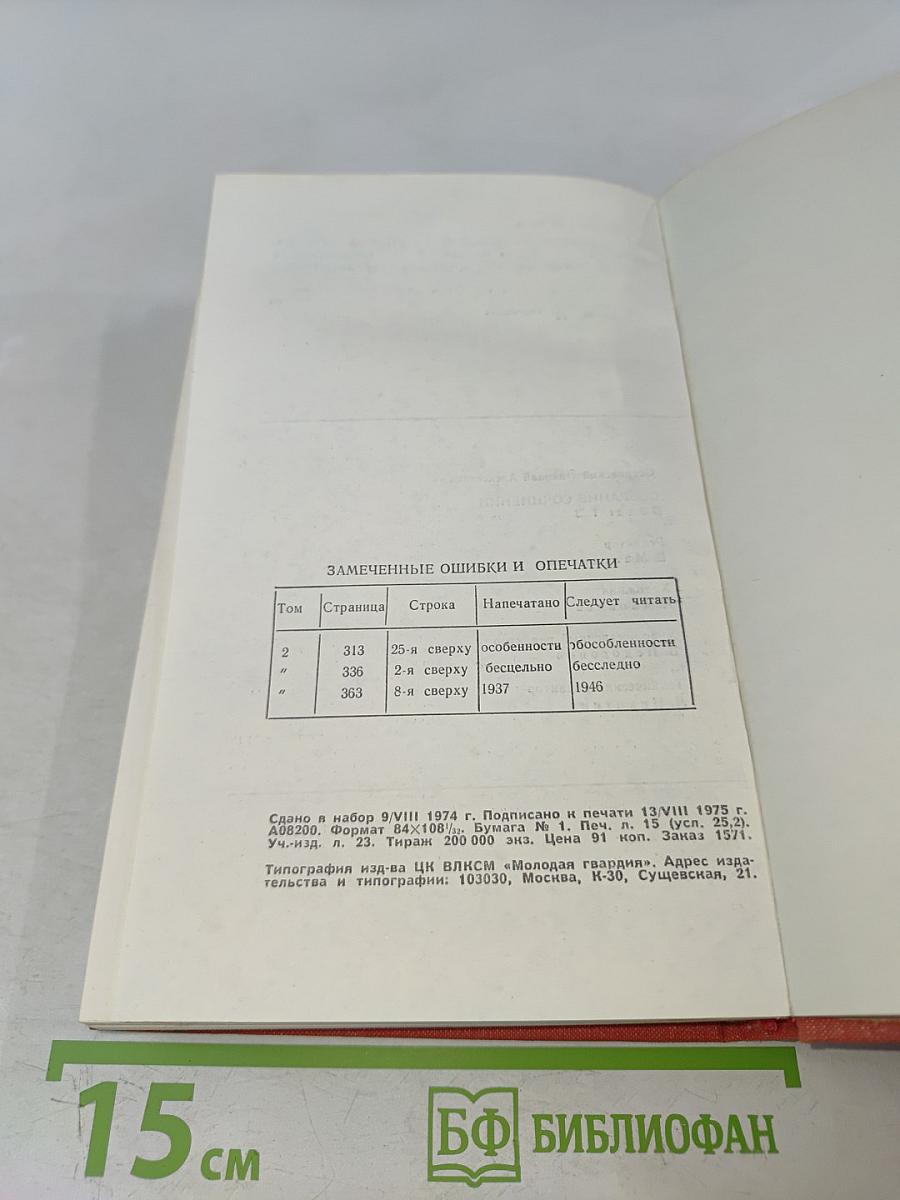 ЗАМЕЧЕННЫЕ ОШИБКИ И ОПЕЧАТКИ
Том Страница Строка Напечатано Следует читать
2 313 25-я сверху особенности обособленности
" 336 2-я сверху бесцельно бесследно
" 363 8-я сверху 1937 1946
Сдано в набор 9/VIII 1974 г. Подписано к печати 13/VIII 1975 г.
А08200. Формат 84×108¹/₃₂. Бумага № 1. Печ. л. 15 (усл. 25,2).
Уч.-изд. л. 23. Тираж 200 000 экз. Цена 91 коп. Заказ 1571.
Типография изд-ва ЦК ВЛКСМ «Молодая гвардия». Адрес изда-
тельства и типографии: 103030, Москва, К-30, Сущевская, 21.
15 см
БФ БИБЛИОФАН